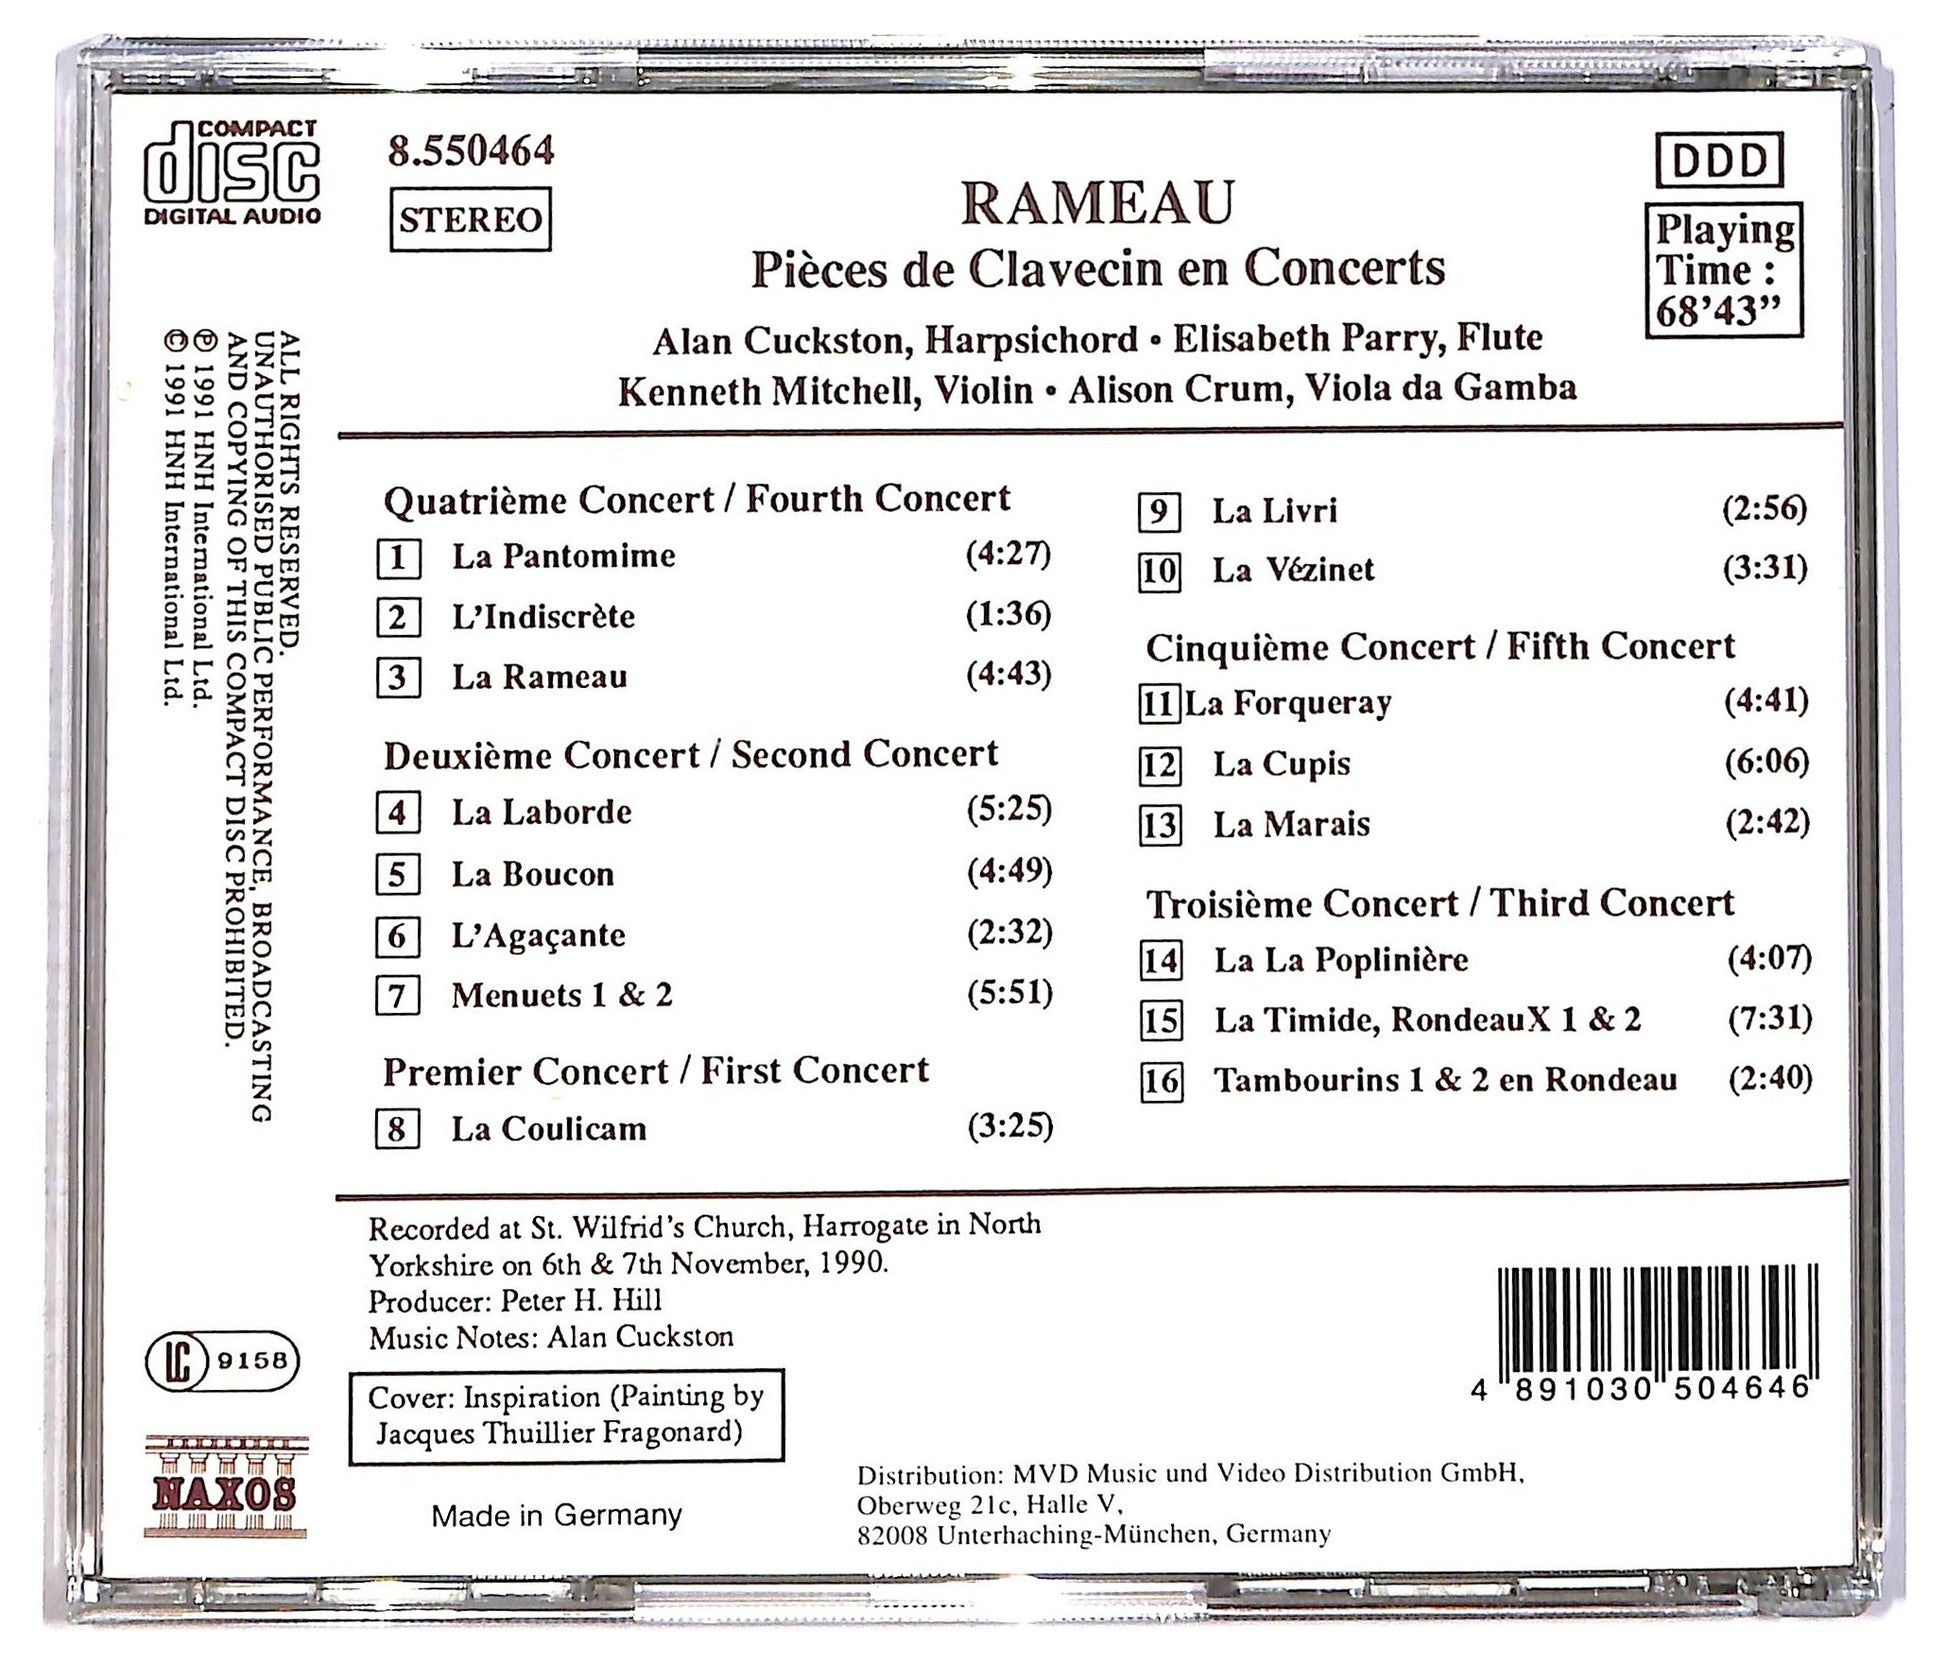 COMPACT
disc
DIGITAL AUDIO
8.550464
STEREO
DDD
Playing
Time :
68’43”
RAMEAU
Pièces de Clavecin en Concerts
Alan Cuckston, Harpsichord • Elisabeth Parry, Flute
Kenneth Mitchell, Violin • Alison Crum, Viola da Gamba
ALL RIGHTS RESERVED.
UNAUTHORISED PUBLIC PERFORMANCE, BROADCASTING
AND COPYING OF THIS COMPACT DISC PROHIBITED.
℗ 1991 HNH International Ltd.
© 1991 HNH International Ltd.
Quatrième Concert / Fourth Concert
1 La Pantomime (4:27)
2 L’Indiscrète (1:36)
3 La Rameau (4:43)
Deuxième Concert / Second Concert
4 La Laborde (5:25)
5 La Boucon (4:49)
6 L’Agaçante (2:32)
7 Menuets 1 & 2 (5:51)
Premier Concert / First Concert
8 La Coulicam (3:25)
9 La Livri (2:56)
10 La Vézinet (3:31)
Cinquième Concert / Fifth Concert
11 La Forqueray (4:41)
12 La Cupis (6:06)
13 La Marais (2:42)
Troisième Concert / Third Concert
14 La La Poplinière (4:07)
15 La Timide, RondeauX 1 & 2 (7:31)
16 Tambourins 1 & 2 en Rondeau (2:40)
Recorded at St. Wilfrid’s Church, Harrogate in North
Yorkshire on 6th & 7th November, 1990.
Producer: Peter H. Hill
Music Notes: Alan Cuckston
Cover: Inspiration (Painting by
Jacques Thuillier Fragonard)
Made in Germany
LC 9158
NAXOS
4 891030 504646
Distribution: MVD Music und Video Distribution GmbH,
Oberweg 21c, Halle V,
82008 Unterhaching-München, Germany